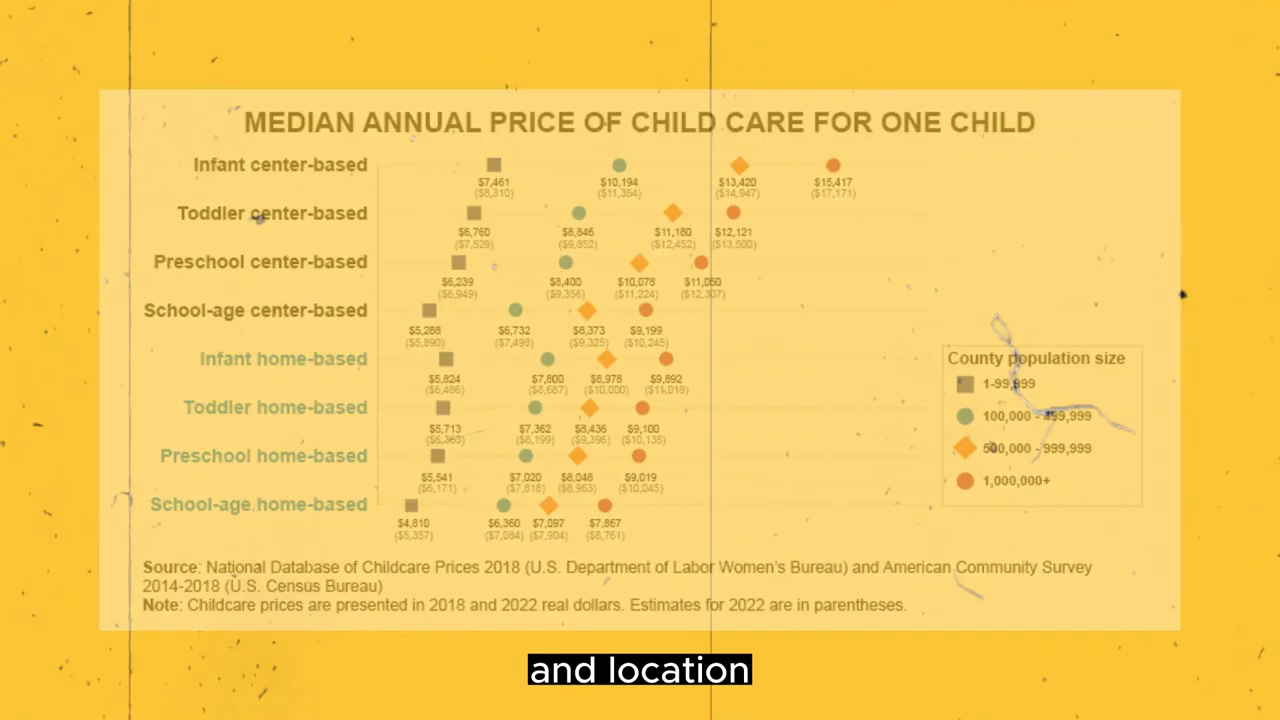 MEDIAN ANNUAL PRICE OF CHILD CARE FOR ONE CHILD
Infant center-based
$7,461 $10,194 $13,420 $15,417
($8,310) ($11,354) ($14,947) ($17,171)
Toddler center-based
$6,760 $8,846 $11,180 $12,121
($7,529) ($9,852) ($12,452) ($13,500)
Preschool center-based
$6,239 $8,400 $10,078 $11,050
($6,949) ($9,356) ($11,224) ($12,307)
School-age center-based
$5,288 $6,732 $8,373 $9,199
($5,890) ($7,498) ($9,325) ($10,245)
Infant home-based
$5,824 $7,800 $8,978 $9,892
($6,486) ($8,687) ($10,000) ($11,018)
Toddler home-based
$5,713 $7,362 $8,436 $9,100
($6,363) ($8,199) ($9,396) ($10,135)
Preschool home-based
$5,541 $7,020 $8,048 $9,019
($6,171) ($7,818) ($8,963) ($10,045)
School-age home-based
$4,810 $6,360 $7,097 $7,867
($5,357) ($7,084) ($7,904) ($8,761)
County population size
1-99,999
100,000 - 499,999
500,000 - 999,999
1,000,000+
Source: National Database of Childcare Prices 2018 (U.S. Department of Labor Women's Bureau) and American Community Survey
2014-2018 (U.S. Census Bureau)
Note: Childcare prices are presented in 2018 and 2022 real dollars. Estimates for 2022 are in parentheses.
and location